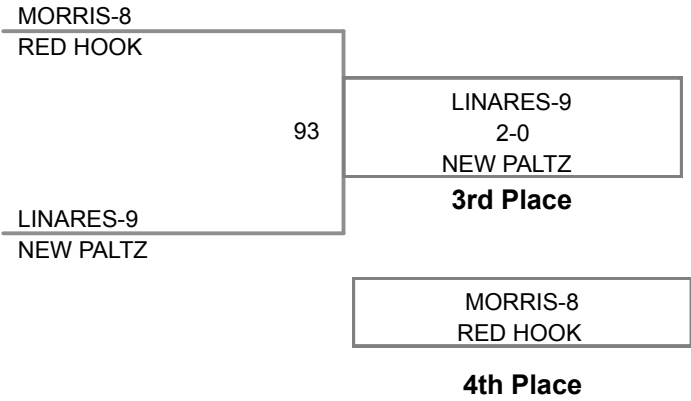 MORRIS-8
RED HOOK
LINARES-9
93
2-0
NEW PALTZ
3rd Place
LINARES-9
NEW PALTZ
MORRIS-8
RED HOOK
4th Place